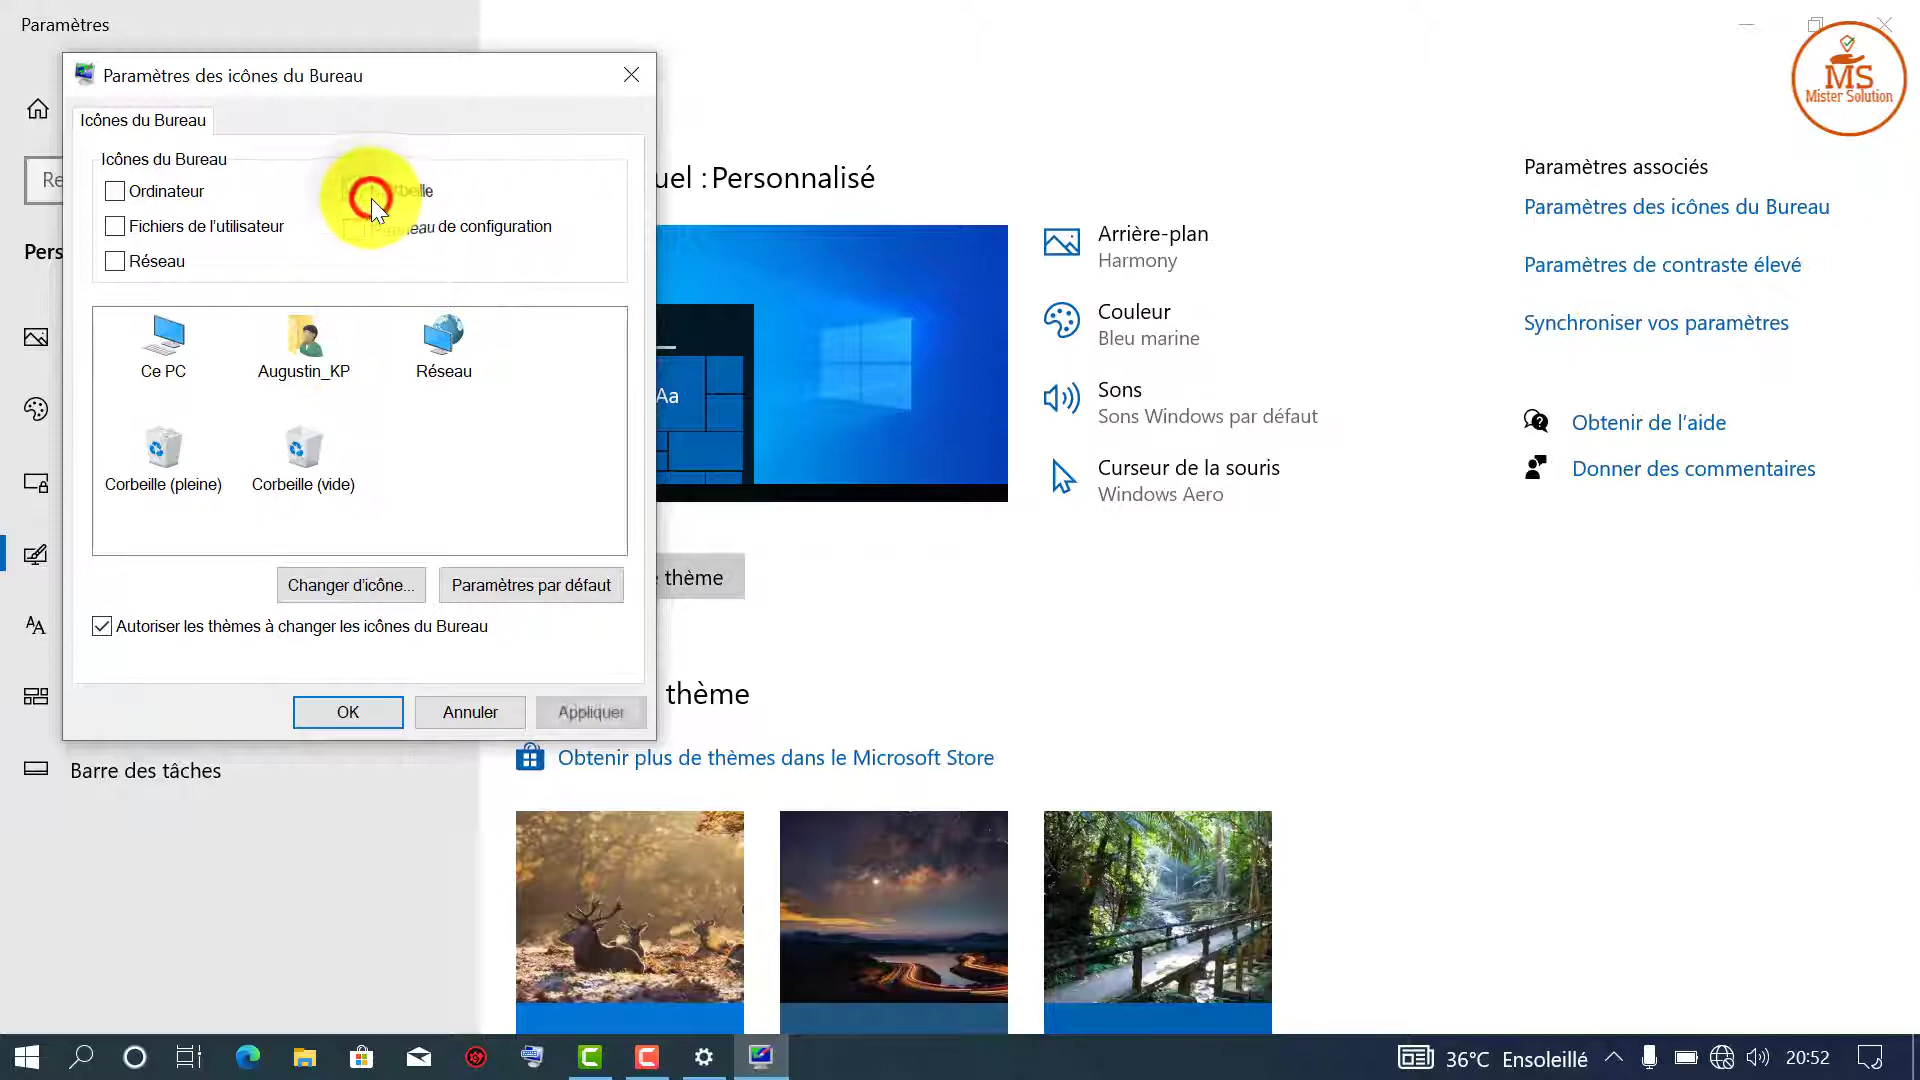 Paramètres
MS
Mister Solution
Paramètres des icônes du Bureau
Icônes du Bureau
Icônes du Bureau
Ordinateur
Fichiers de l'utilisateur
de configuration
Réseau
Ce PC
Augustin_KP
Réseau
Corbeille (pleine)
Corbeille (vide)
Changer d'icône...
Paramètres par défaut
Autoriser les thèmes à changer les icônes du Bureau
OK
Annuler
Appliquer
Re
Pers
Barre des tâches
uel : Personnalisé
Aa
thème
Arrière-plan
Harmony
Couleur
Bleu marine
Sons
Sons Windows par défaut
Curseur de la souris
Windows Aero
thème
Obtenir plus de thèmes dans le Microsoft Store
Paramètres associés
Paramètres des icônes du Bureau
Paramètres de contraste élevé
Synchroniser vos paramètres
Obtenir de l'aide
Donner des commentaires
36°C Ensoleillé
20:52